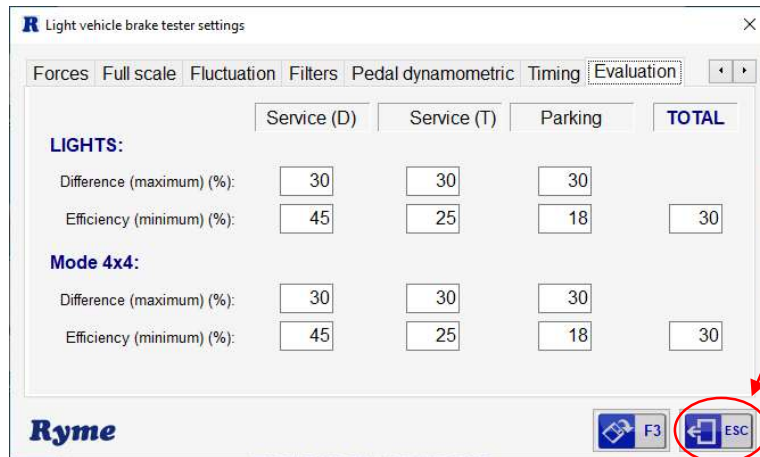 R Light vehicle brake tester settings
Forces Full scale Fluctuation Filters Pedal dynamometric Timing Evaluation
Service (D) Service (T) Parking TOTAL
LIGHTS:
Difference (maximum) (%): 30 30 30
Efficiency (minimum) (%): 45 25 18 30
Mode 4x4:
Difference (maximum) (%): 30 30 30
Efficiency (minimum) (%): 45 25 18 30
Ryme F3 ESC